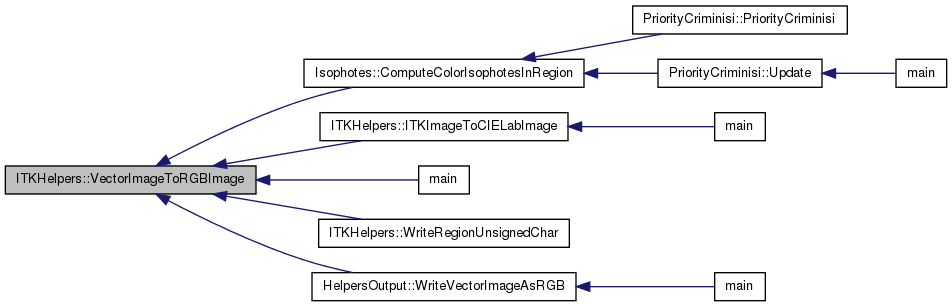 PriorityCriminisi::PriorityCriminisi
Isophotes::ComputeColorIsophotesInRegion
PriorityCriminisi::Update
main
ITKHelpers::ITKImageToCIELabImage
main
ITKHelpers::VectorImageToRGBImage
main
ITKHelpers::WriteRegionUnsignedChar
HelpersOutput::WriteVectorImageAsRGB
main